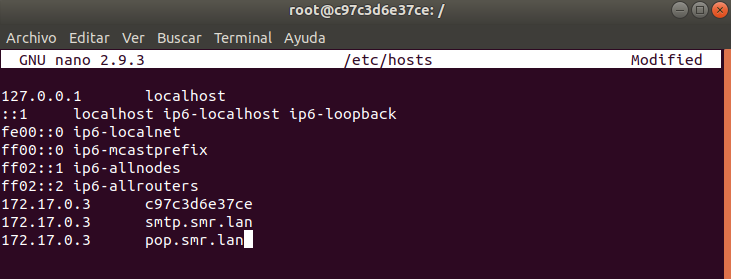 root@c97c3d6e37ce: /
Archivo Editar Ver Buscar Terminal Ayuda
GNU nano 2.9.3 /etc/hosts Modified
127.0.0.1 localhost
::1 localhost ip6-localhost ip6-loopback
fe00::0 ip6-localnet
ff00::0 ip6-mcastprefix
ff02::1 ip6-allnodes
ff02::2 ip6-allrouters
172.17.0.3 c97c3d6e37ce
172.17.0.3 smtp.smr.lan
172.17.0.3 pop.smr.lan